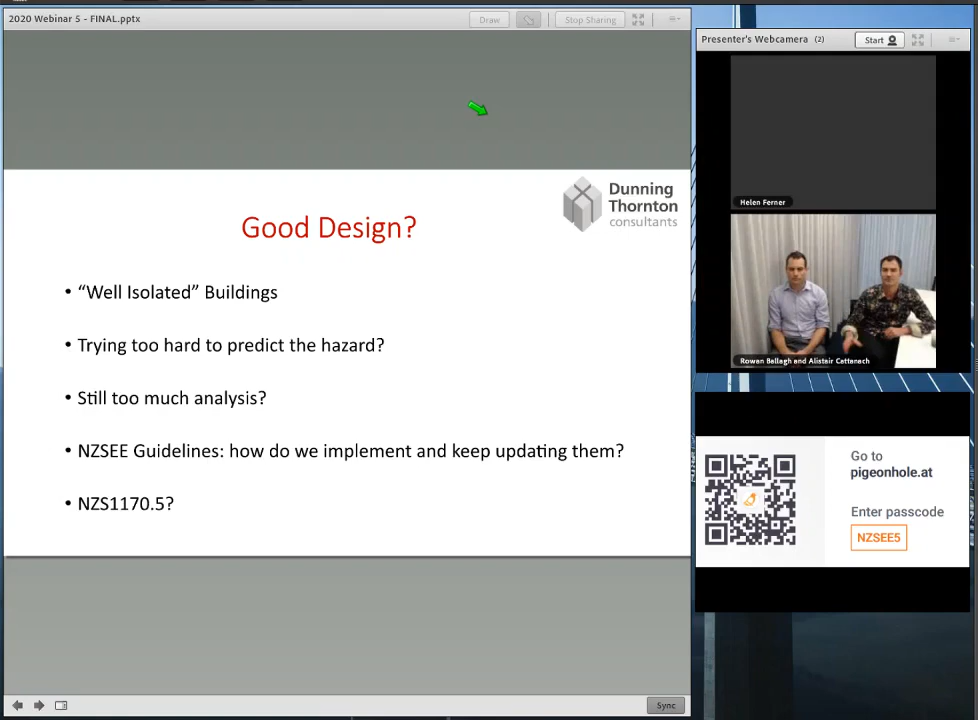 2020 Webinar 5 - FINAL.pptx
Draw
Stop Sharing
Dunning
Thornton
consultants
Good Design?
• “Well Isolated” Buildings
• Trying too hard to predict the hazard?
• Still too much analysis?
• NZSEE Guidelines: how do we implement and keep updating them?
• NZS1170.5?
Sync
Presenter's Webcamera (2)
Start
Helen Ferner
Rowan Ballagh and Alistair Cattanach
Go to
pigeonhole.at
Enter passcode
NZSEE5